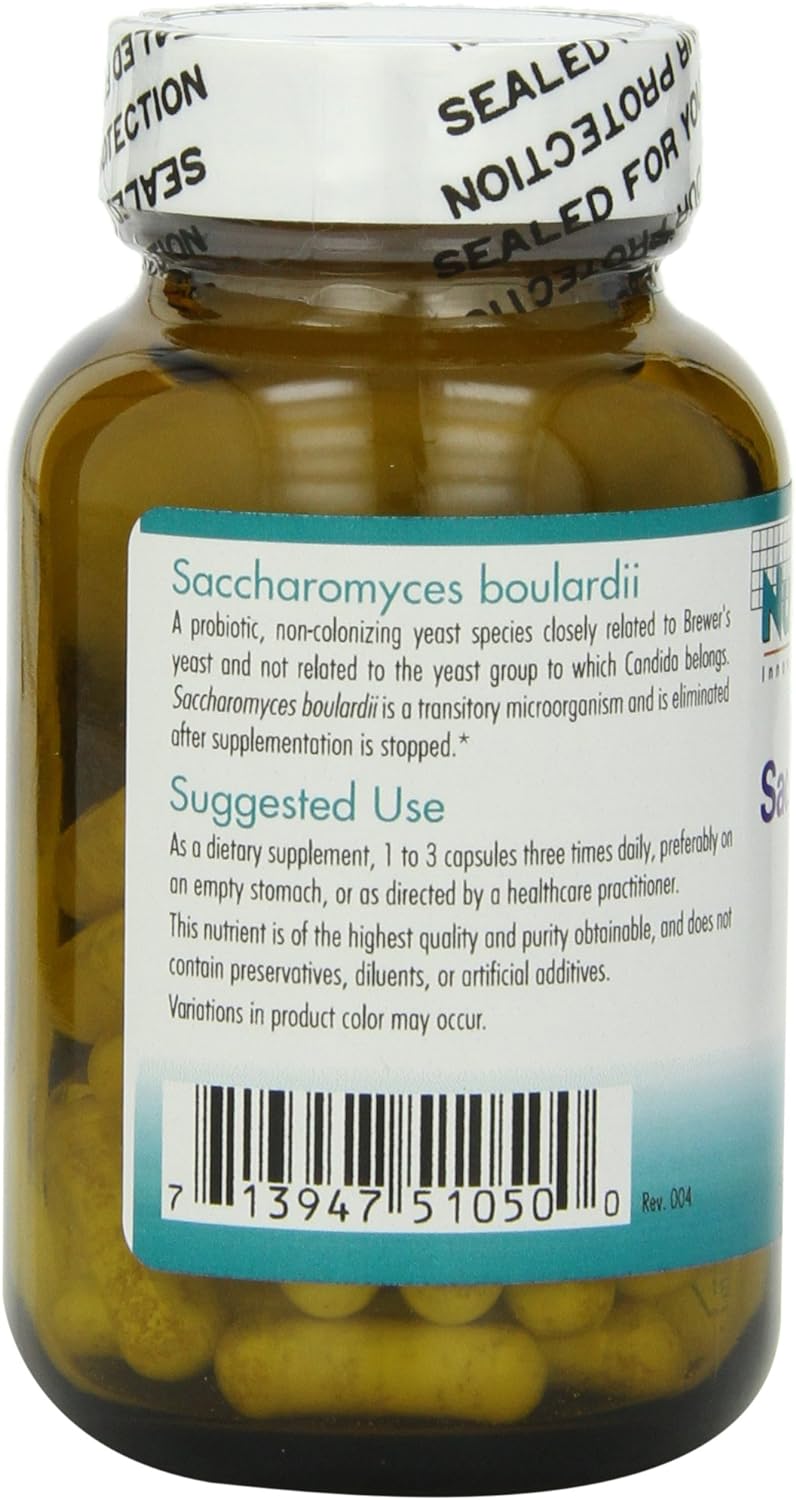 SEALED
PROTECTION
SEALED FOR
SEALED
PROTECTION
SEALED
Saccharomyces boulardii
A probiotic, non-colonizing yeast species closely related to Brewer's
yeast and not related to the yeast group to which Candida belongs.
Saccharomyces boulardii is a transitory microorganism and is eliminated
after supplementation is stopped.*
Suggested Use
As a dietary supplement, 1 to 3 capsules three times daily, preferably on
an empty stomach, or as directed by a healthcare practitioner.
This nutrient is of the highest quality and purity obtainable, and does not
contain preservatives, diluents, or artificial additives.
Variations in product color may occur.
7 13947 51050 0
Rev. 004